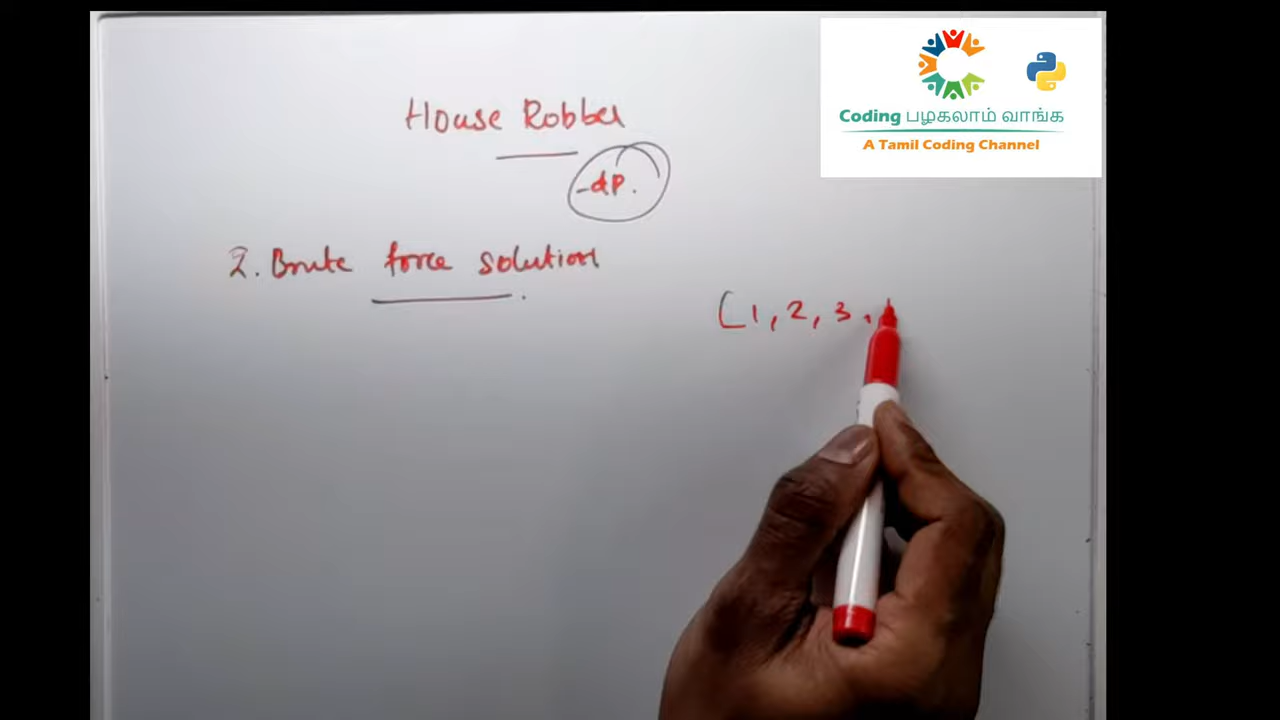 House Robber
-dp.
2. Brute force solution.
[1, 2, 3,
Coding பழகலாம் வாங்க
A Tamil Coding Channel